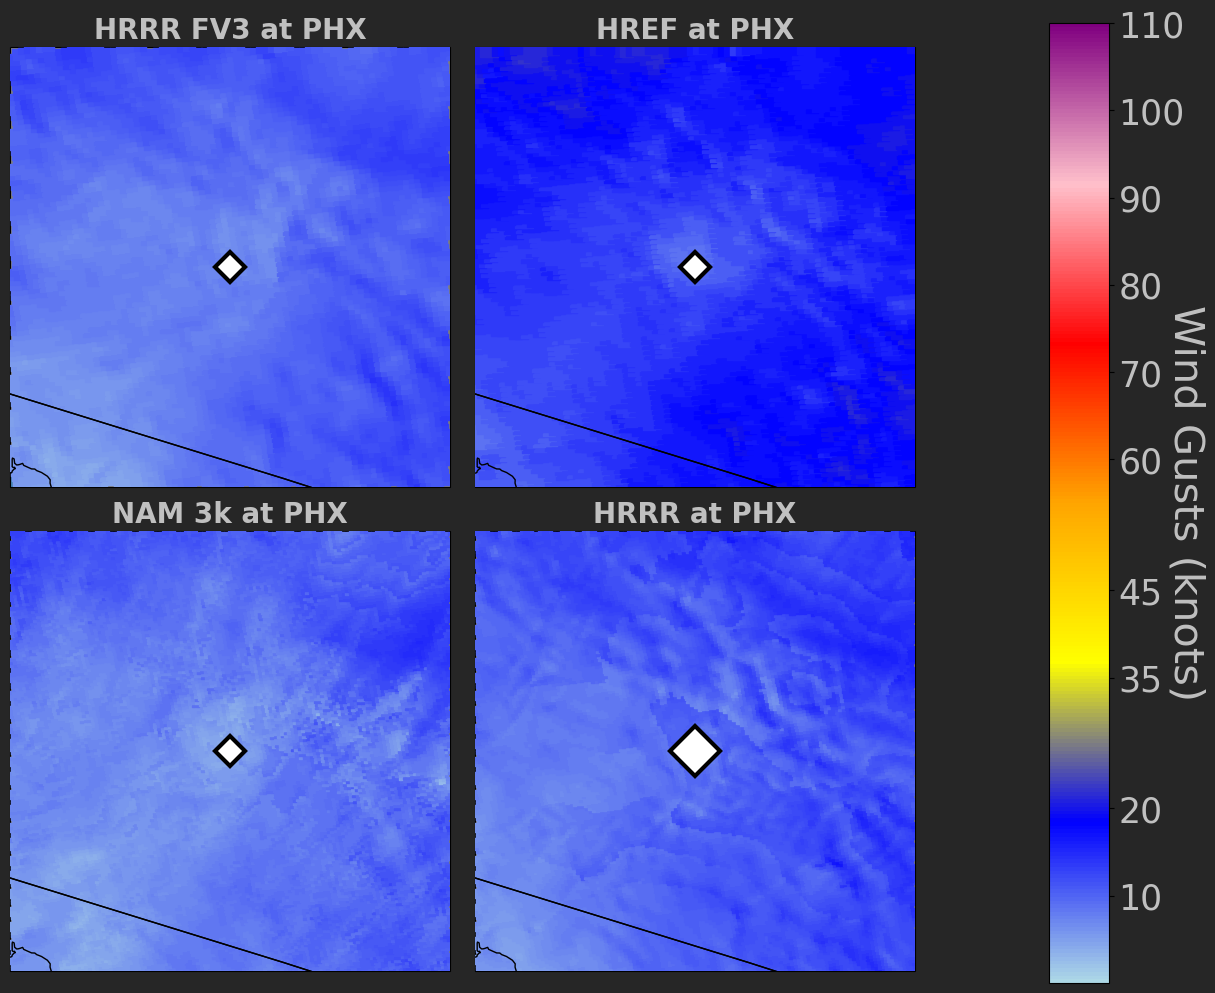 HRRR FV3 at PHX
HREF at PHX
NAM 3k at PHX
HRRR at PHX
110
100
90
80
70
60
45
35
20
10
Wind Gusts (knots)